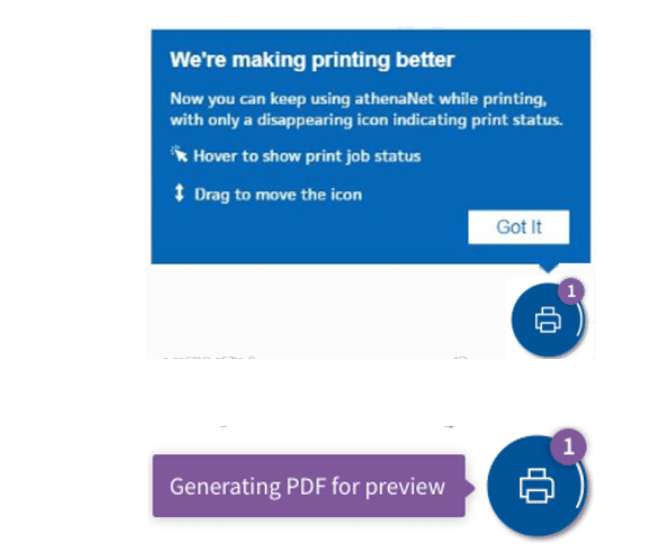 We're making printing better
Now you can keep using athenaNet while printing,
with only a disappearing icon indicating print status.
Hover to show print job status
Drag to move the icon
Got It
1
1
Generating PDF for preview